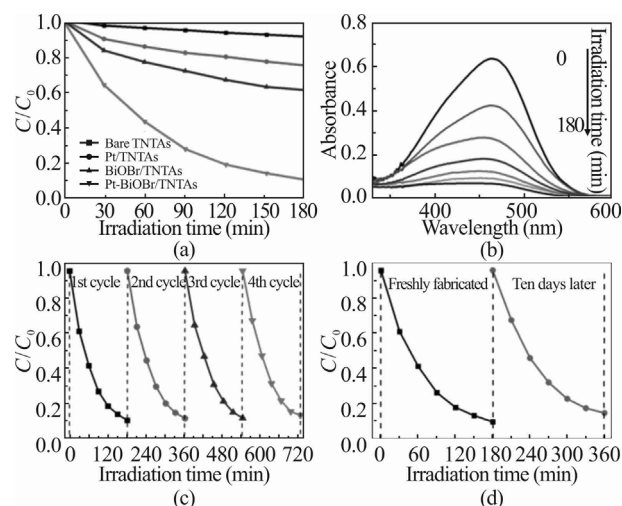 C/C0
1.0
0.8
0.6
0.4
0.2
0.0
Bare TNTAs
Pt/TNTAs
BiOBr/TNTAs
Pt-BiOBr/TNTAs
0 30 60 90 120 150 180
Irradiation time (min)
(a)
Absorbance
0.8
0.6
0.4
0.2
0.0
0
180
Irradiation time (min)
400 500 600
Wavelength (nm)
(b)
C/C0
1.0
0.8
0.6
0.4
0.2
0.0
1st cycle 2nd cycle 3rd cycle 4th cycle
0 120 240 360 480 600 720
Irradiation time (min)
(c)
C/C0
1.0
0.8
0.6
0.4
0.2
0.0
Freshly fabricated Ten days later
0 60 120 180 240 300 360
Irradiation time (min)
(d)